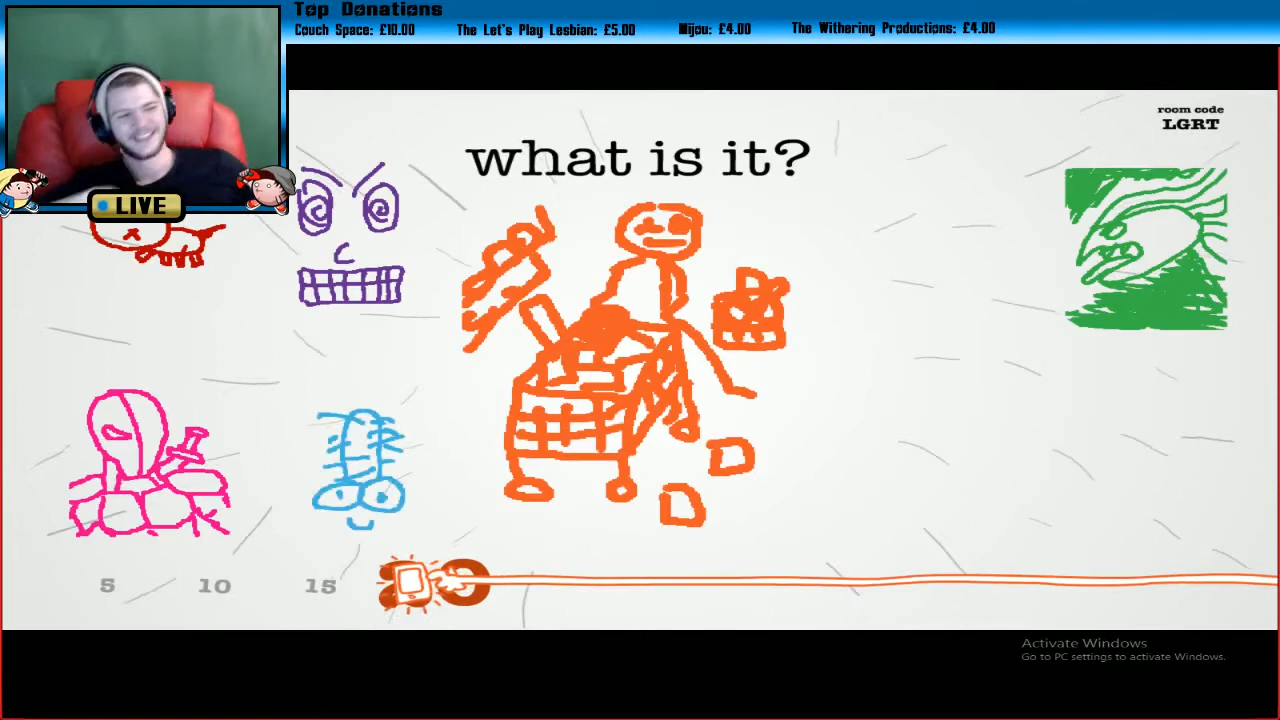 Top Donations
Couch Space: £10.00 The Let's Play Lesbian: £5.00 Mijou: £4.00 The Withering Productions: £4.00
room code
LGRT
what is it?
LIVE
5 10 15
Activate Windows
Go to PC settings to activate Windows.